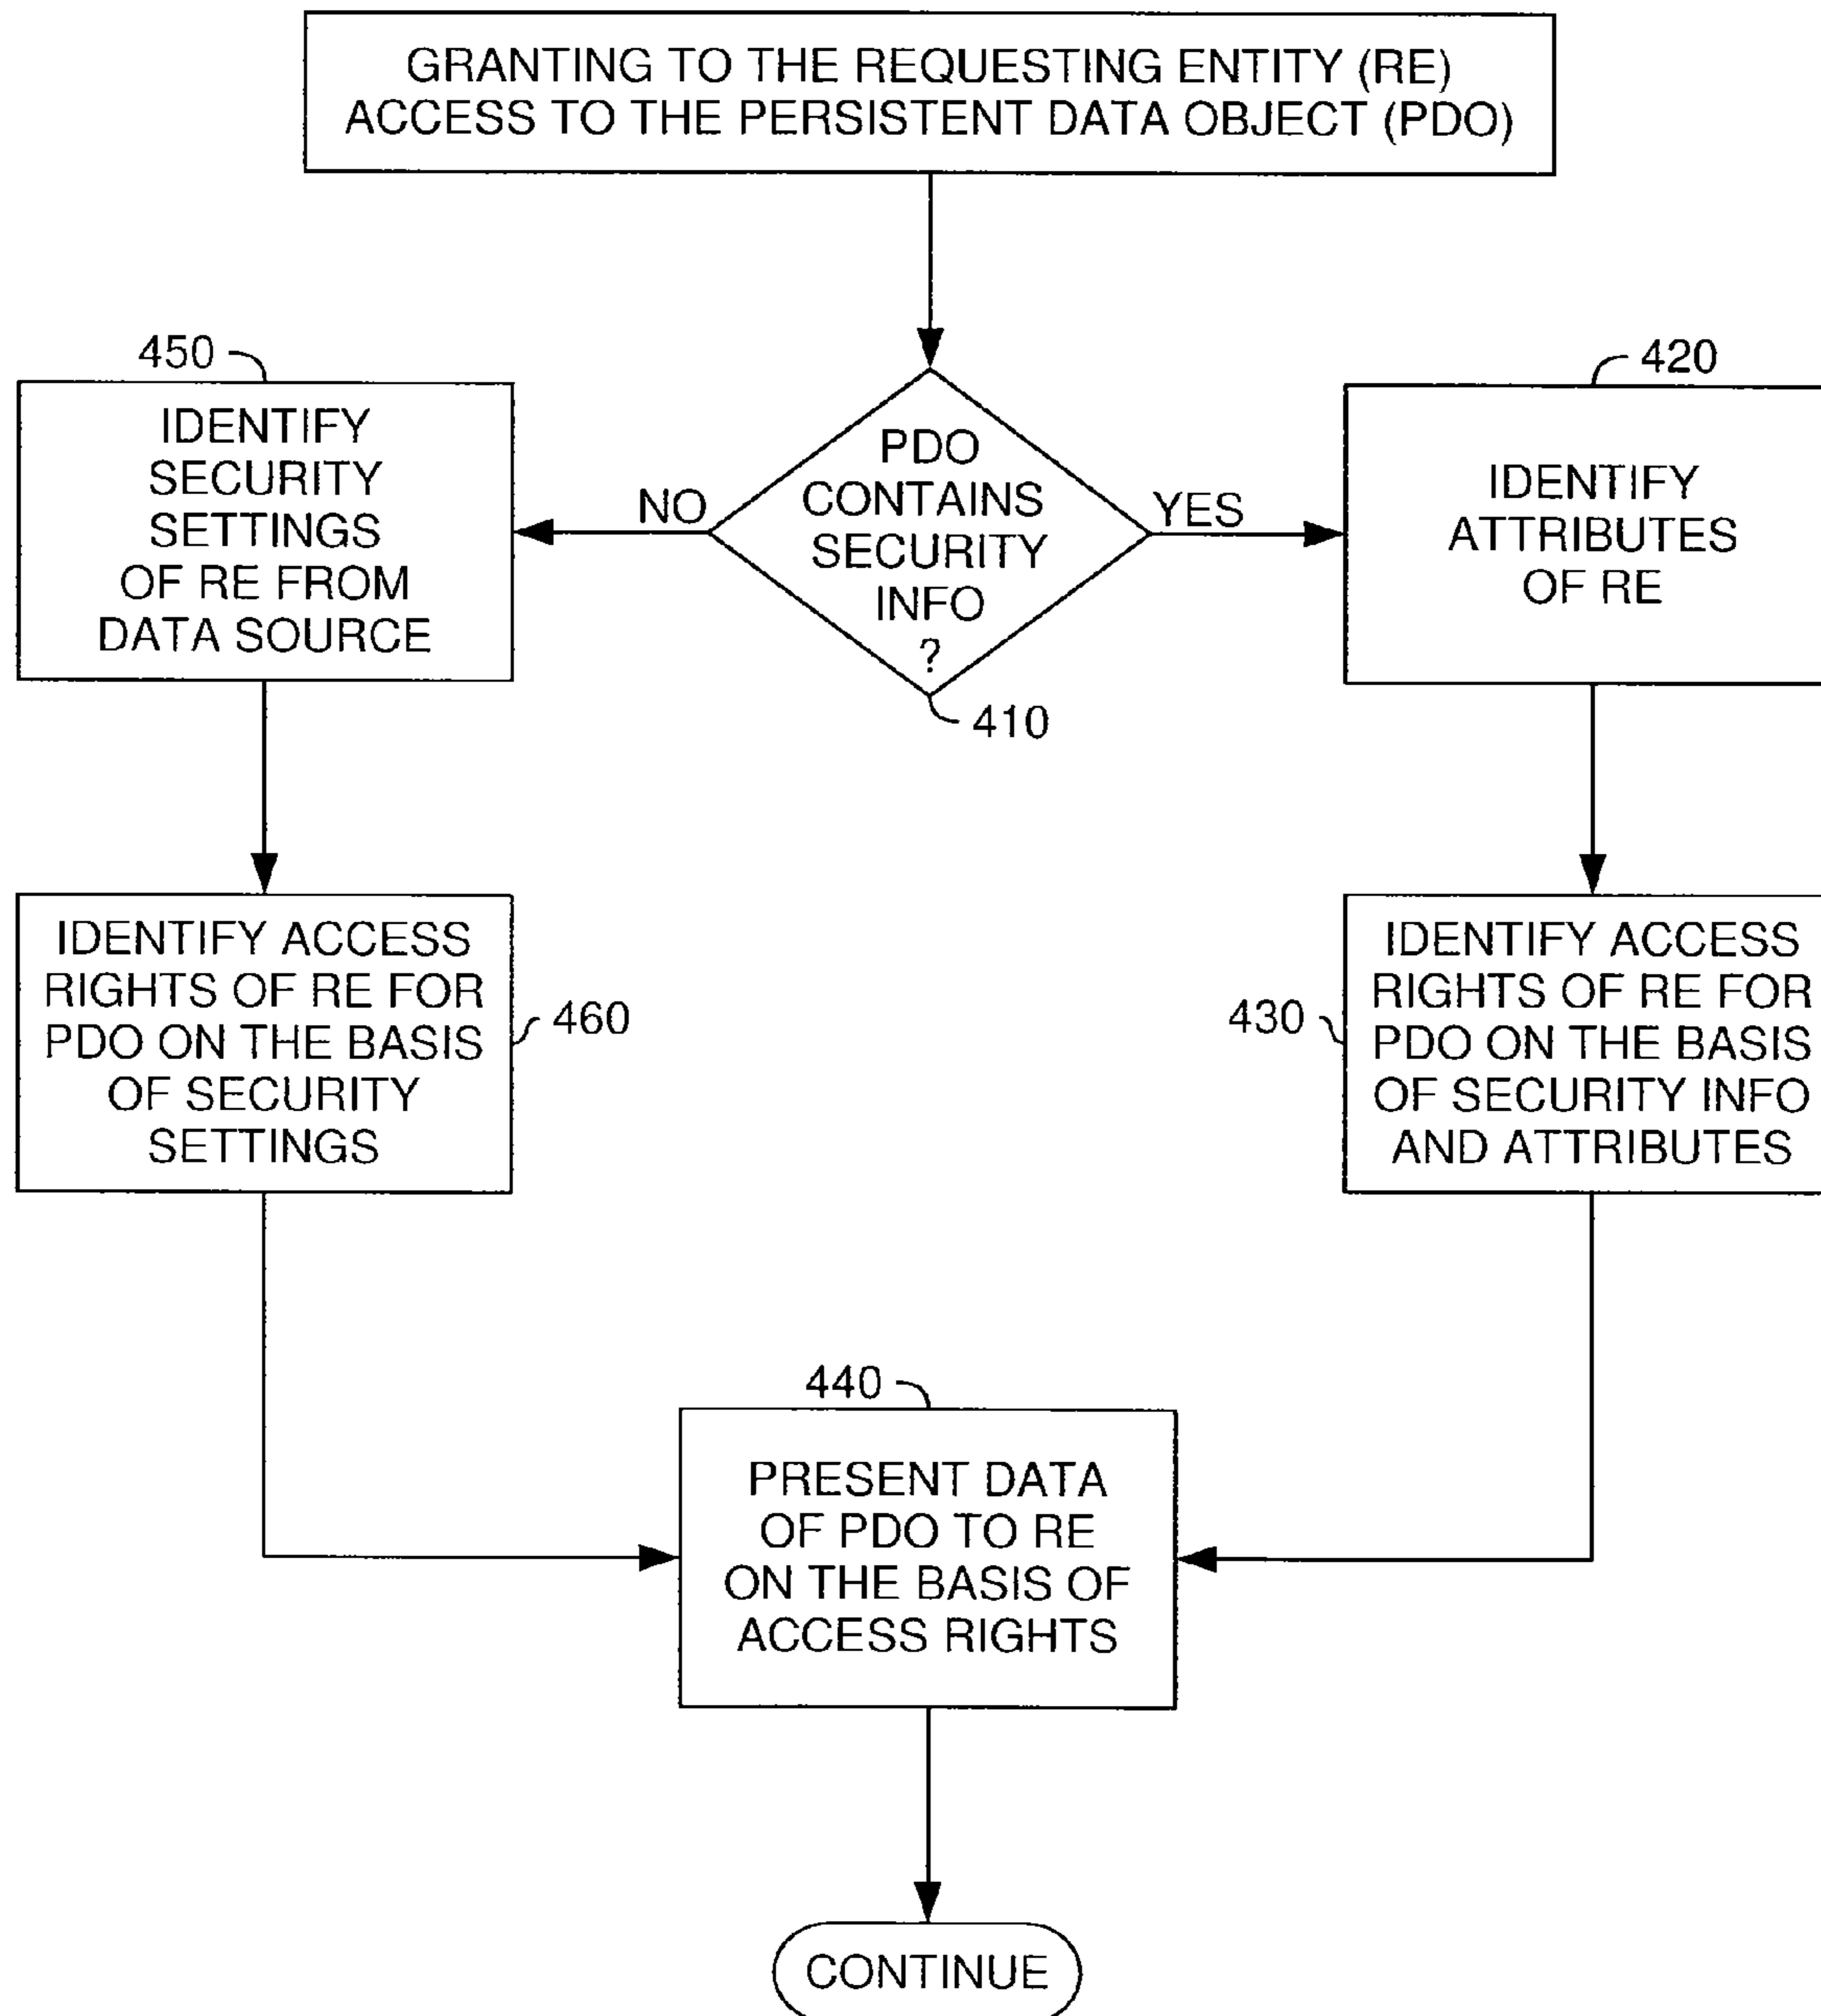 GRANTING TO THE REQUESTING ENTITY (RE)
ACCESS TO THE PERSISTENT DATA OBJECT (PDO)
450
IDENTIFY
SECURITY
SETTINGS
OF RE FROM
DATA SOURCE
NO
PDO
CONTAINS
SECURITY
INFO
?
410
YES
420
IDENTIFY
ATTRIBUTES
OF RE
IDENTIFY ACCESS
RIGHTS OF RE FOR
PDO ON THE BASIS
OF SECURITY
SETTINGS
460
430
IDENTIFY ACCESS
RIGHTS OF RE FOR
PDO ON THE BASIS
OF SECURITY INFO
AND ATTRIBUTES
440
PRESENT DATA
OF PDO TO RE
ON THE BASIS OF
ACCESS RIGHTS
CONTINUE